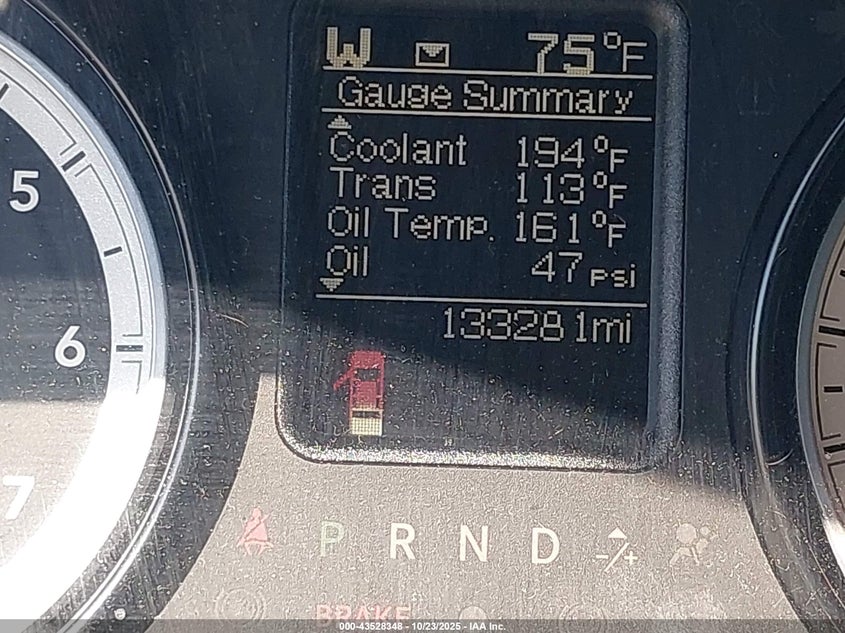 W 75°F
Gauge Summary
Coolant 194°F
Trans 113°F
Oil Temp. 161°F
Oil 47 psi
133281mi
5
6
7
P R N D -/+
BRAKE
000-43528348 - 10/23/2025 - IAA Inc.